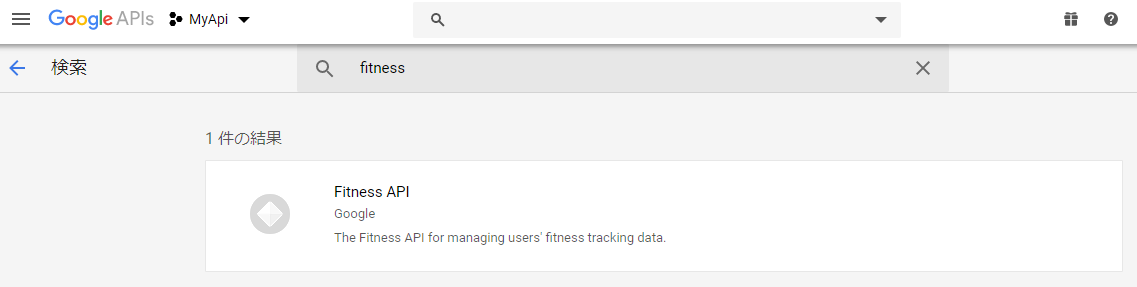 Google APIs MyApi
検索 fitness
1 件の結果
Fitness API
Google
The Fitness API for managing users' fitness tracking data.